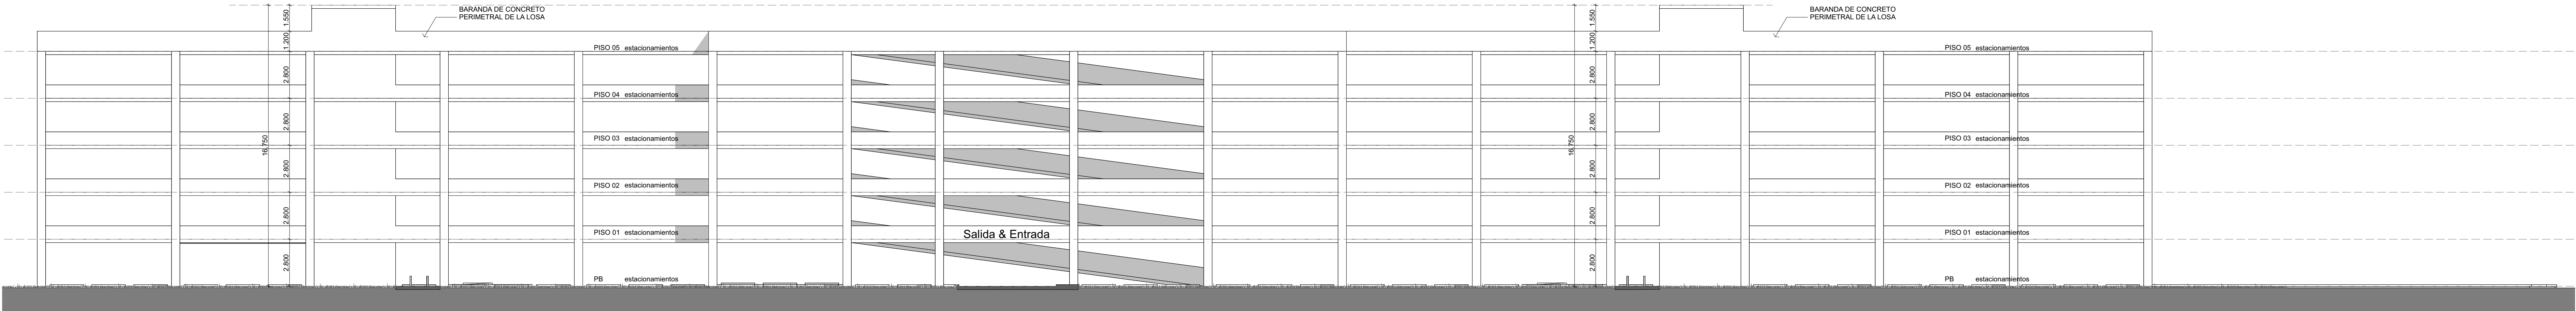 BARANDA DE CONCRETO
PERIMETRAL DE LA LOSA
BARANDA DE CONCRETO
PERIMETRAL DE LA LOSA
1.550
1.200
2.800
2.800
2.800
2.800
2.800
16.750
1.550
1.200
2.800
2.800
2.800
2.800
2.800
16.750
PISO 05 estacionamientos
PISO 05 estacionamientos
PISO 04 estacionamientos
PISO 04 estacionamientos
PISO 03 estacionamientos
PISO 03 estacionamientos
PISO 02 estacionamientos
PISO 02 estacionamientos
PISO 01 estacionamientos
Salida & Entrada
PISO 01 estacionamientos
PB estacionamientos
PB estacionamientos